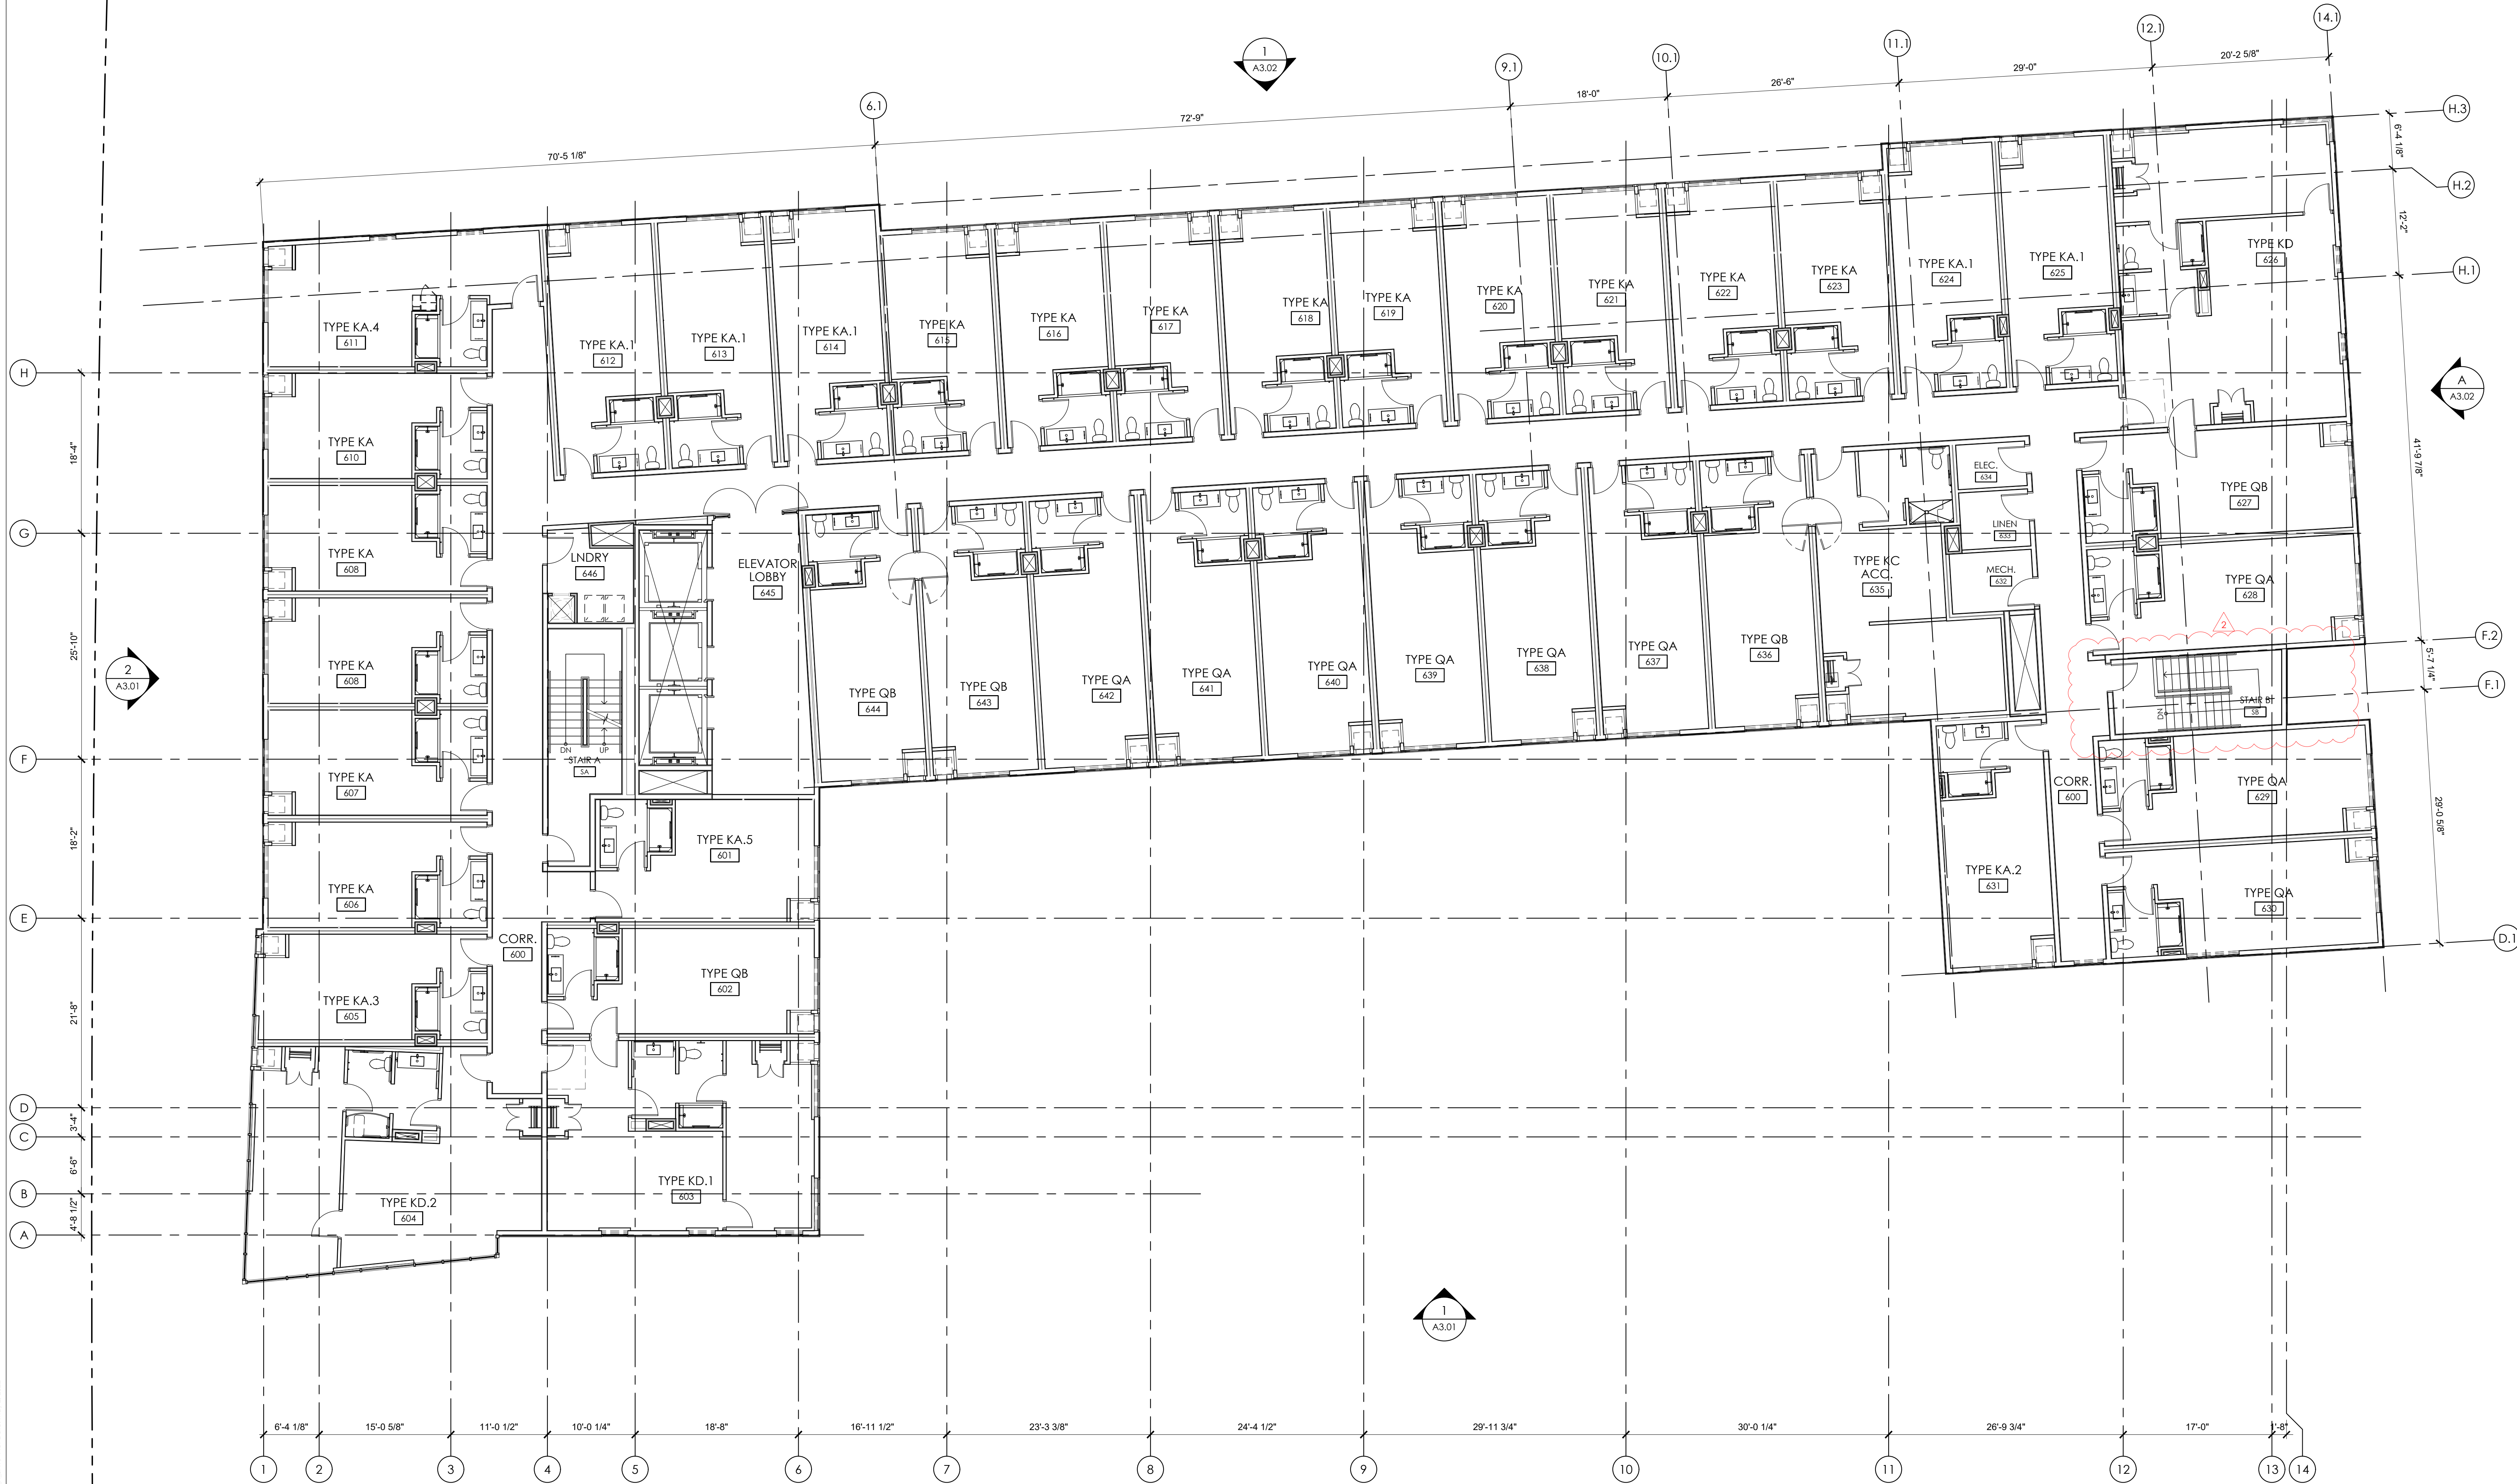 14.1
12.1
11.1
10.1
9.1
6.1
1
A3.02
20'-2 5/8"
29'-0"
26'-6"
18'-0"
72'-9"
70'-5 1/8"
H.3
6'-4 1/8"
H.2
12'-2"
H.1
A
A3.02
41'-9 7/8"
F.2
5'-7 1/4"
F.1
29'-0 5/8"
D.1
TYPE KA.4
611
TYPE KA.1
612
TYPE KA.1
613
TYPE KA.1
614
TYPE KA
615
TYPE KA
616
TYPE KA
617
TYPE KA
618
TYPE KA
619
TYPE KA
620
TYPE KA
621
TYPE KA
622
TYPE KA
623
TYPE KA.1
624
TYPE KA.1
625
TYPE KD
626
TYPE KA
610
TYPE KA
608
TYPE KA
608
TYPE KA
607
TYPE KA
606
TYPE KA.3
605
TYPE KD.2
604
TYPE KD.1
603
TYPE QB
602
TYPE KA.5
601
CORR.
600
LNDRY
646
ELEVATOR
LOBBY
645
DN
UP
STAIR A
SA
TYPE QB
644
TYPE QB
643
TYPE QA
642
TYPE QA
641
TYPE QA
640
TYPE QA
639
TYPE QA
638
TYPE QA
637
TYPE QB
636
TYPE KC
ACC.
635
ELEC.
634
LINEN
633
MECH.
632
TYPE QB
627
TYPE QA
628
2
STAIR B1
SB
DN
TYPE QA
629
TYPE QA
630
CORR.
600
TYPE KA.2
631
H
18'-4"
G
25'-10"
F
18'-2"
E
21'-8"
D
3'-4"
C
6'-6"
B
4'-8 1/2"
A
2
A3.01
1
A3.01
6'-4 1/8"
15'-0 5/8"
11'-0 1/2"
10'-0 1/4"
18'-8"
16'-11 1/2"
23'-3 3/8"
24'-4 1/2"
29'-11 3/4"
30'-0 1/4"
26'-9 3/4"
17'-0"
1'-8"
1
2
3
4
5
6
7
8
9
10
11
12
13
14